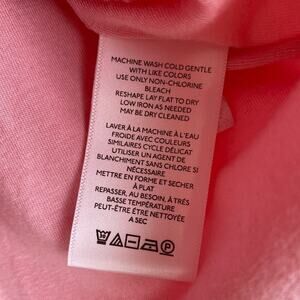 MACHINE WASH COLD GENTLE
WITH LIKE COLORS
USE ONLY NON-CHLORINE
BLEACH
RESHAPE LAY FLAT TO DRY
LOW IRON AS NEEDED
MAY BE DRY CLEANED
LAVER À LA MACHINE À L'EAU
FROIDE AVEC COULEURS
SIMILAIRES CYCLE DÉLICAT
UTILISER UN AGENT DE
BLANCHIMENT SANS CHLORE SI
NÉCESSAIRE
METTRE EN FORME ET SÉCHER
À PLAT
REPASSER, AU BESOIN, À TRÈS
BASSE TEMPÉRATURE
PEUT-ÊTRE ÊTRE NETTOYÉE
A SEC